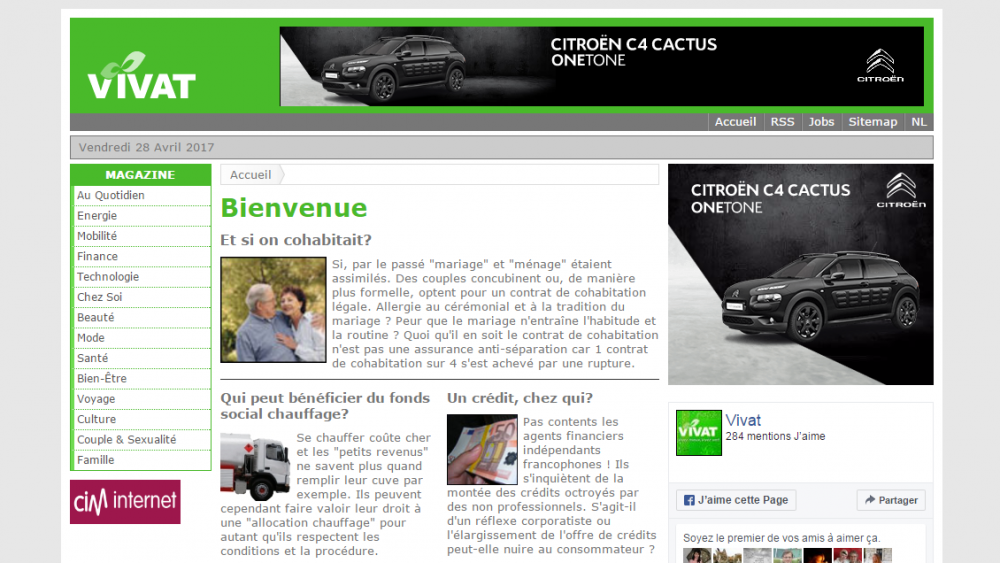 VIVAT
CITROËN C4 CACTUS
ONETONE
CITROËN
Accueil
RSS
Jobs
Sitemap
NL
Vendredi 28 Avril 2017
MAGAZINE
Au Quotidien
Energie
Mobilité
Finance
Technologie
Chez Soi
Beauté
Mode
Santé
Bien-Être
Voyage
Culture
Couple & Sexualité
Famille
CiM internet
Accueil
Bienvenue
Et si on cohabitait?
Si, par le passé "mariage" et "ménage" étaient
assimilés. Des couples concubinent ou, de manière
plus formelle, optent pour un contrat de cohabitation
légale. Allergie au cérémonial et à la tradition du
mariage ? Peur que le mariage n'entraîne l'habitude et
la routine ? Quoi qu'il en soit le contrat de cohabitation
n'est pas une assurance anti-séparation car 1 contrat
de cohabitation sur 4 s'est achevé par une rupture.
Qui peut bénéficier du fonds
social chauffage?
Se chauffer coûte cher
et les "petits revenus"
ne savent plus quand
remplir leur cuve par
exemple. Ils peuvent
cependant faire valoir leur droit à
une "allocation chauffage" pour
autant qu'ils respectent les
conditions et la procédure.
Un crédit, chez qui?
Pas contents les
agents financiers
indépendants
francophones ! Ils
s'inquiètent de la
montée des crédits octroyés par
des non professionnels. S'agit-il
d'un réflexe corporatiste ou
l'élargissement de l'offre de crédits
peut-elle nuire au consommateur ?
CITROËN C4 CACTUS
ONETONE
CITROËN
VIVAT
Vivat
284 mentions J'aime
J'aime cette Page
Partager
Soyez le premier de vos amis à aimer ça.